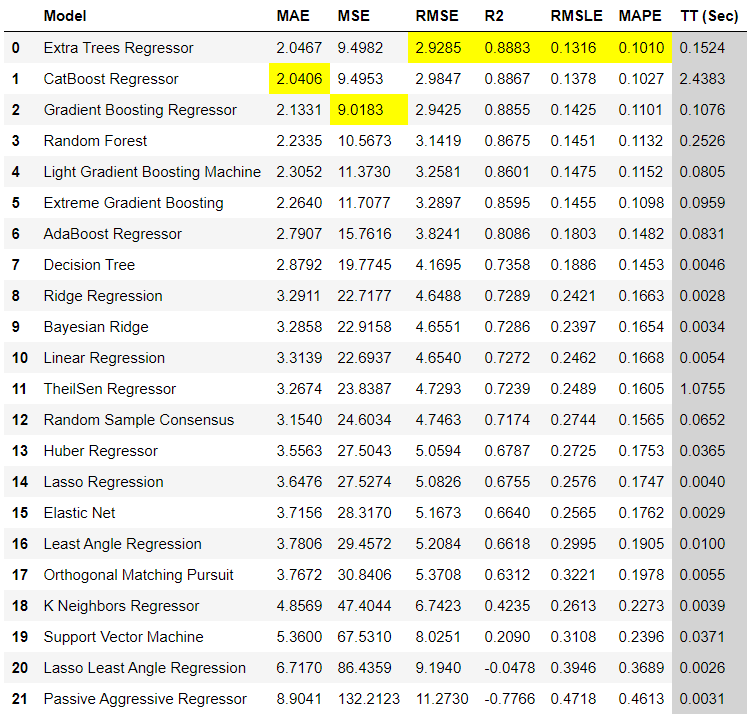 Model MAE MSE RMSE R2 RMSLE MAPE TT (Sec)
0 Extra Trees Regressor 2.0467 9.4982 2.9285 0.8883 0.1316 0.1010 0.1524
1 CatBoost Regressor 2.0406 9.4953 2.9847 0.8867 0.1378 0.1027 2.4383
2 Gradient Boosting Regressor 2.1331 9.0183 2.9425 0.8855 0.1425 0.1101 0.1076
3 Random Forest 2.2335 10.5673 3.1419 0.8675 0.1451 0.1132 0.2526
4 Light Gradient Boosting Machine 2.3052 11.3730 3.2581 0.8601 0.1475 0.1152 0.0805
5 Extreme Gradient Boosting 2.2640 11.7077 3.2897 0.8595 0.1455 0.1098 0.0959
6 AdaBoost Regressor 2.7907 15.7616 3.8241 0.8086 0.1803 0.1482 0.0831
7 Decision Tree 2.8792 19.7745 4.1695 0.7358 0.1886 0.1453 0.0046
8 Ridge Regression 3.2911 22.7177 4.6488 0.7289 0.2421 0.1663 0.0028
9 Bayesian Ridge 3.2858 22.9158 4.6551 0.7286 0.2397 0.1654 0.0034
10 Linear Regression 3.3139 22.6937 4.6540 0.7272 0.2462 0.1668 0.0054
11 TheilSen Regressor 3.2674 23.8387 4.7293 0.7239 0.2489 0.1605 1.0755
12 Random Sample Consensus 3.1540 24.6034 4.7463 0.7174 0.2744 0.1565 0.0652
13 Huber Regressor 3.5563 27.5043 5.0594 0.6787 0.2725 0.1753 0.0365
14 Lasso Regression 3.6476 27.5274 5.0826 0.6755 0.2576 0.1747 0.0040
15 Elastic Net 3.7156 28.3170 5.1673 0.6640 0.2565 0.1762 0.0029
16 Least Angle Regression 3.7806 29.4572 5.2084 0.6618 0.2995 0.1905 0.0100
17 Orthogonal Matching Pursuit 3.7672 30.8406 5.3708 0.6312 0.3221 0.1978 0.0055
18 K Neighbors Regressor 4.8569 47.4044 6.7423 0.4235 0.2613 0.2273 0.0039
19 Support Vector Machine 5.3600 67.5310 8.0251 0.2090 0.3108 0.2396 0.0371
20 Lasso Least Angle Regression 6.7170 86.4359 9.1940 -0.0478 0.3946 0.3689 0.0026
21 Passive Aggressive Regressor 8.9041 132.2123 11.2730 -0.7766 0.4718 0.4613 0.0031